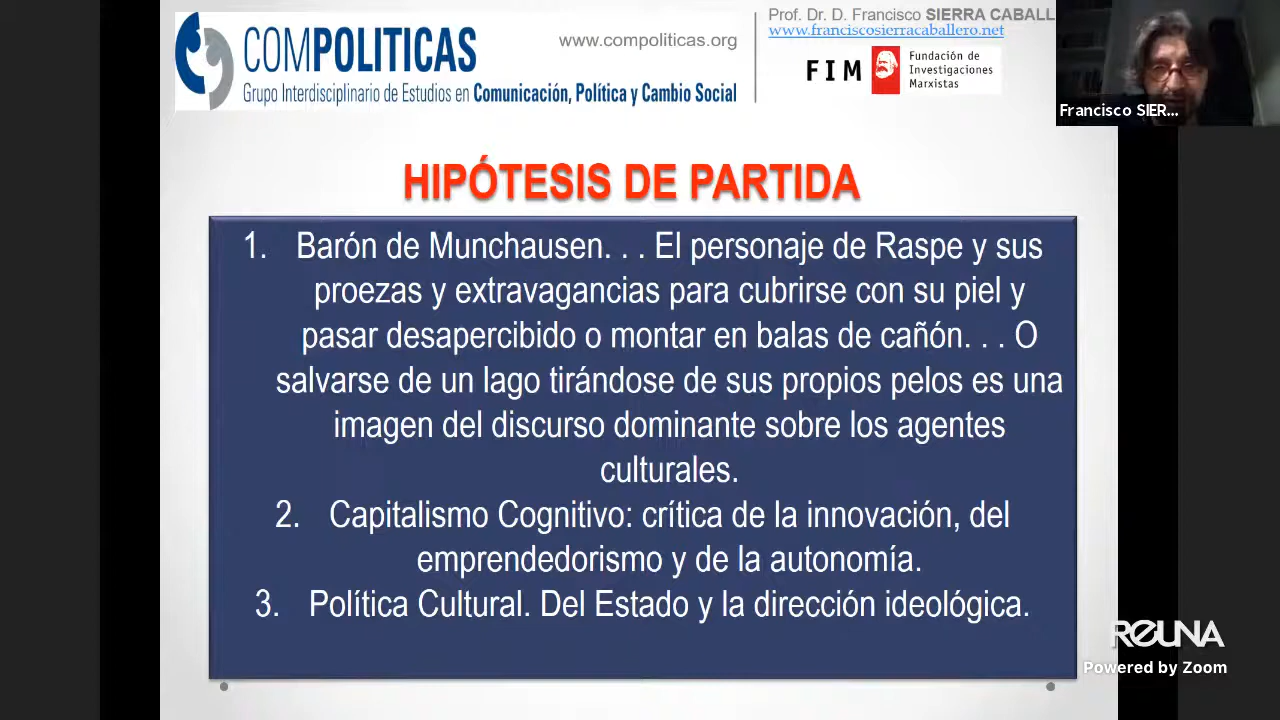 COMPOLITICAS
Grupo Interdisciplinario de Estudios en Comunicación, Política y Cambio Social
www.compoliticas.org
Prof. Dr. D. Francisco SIERRA CABALL
www.franciscosierracaballero.net
FIM
Fundación de
Investigaciones
Marxistas
Francisco SIER...
HIPÓTESIS DE PARTIDA
1. Barón de Munchausen. . . El personaje de Raspe y sus
proezas y extravagancias para cubrirse con su piel y
pasar desapercibido o montar en balas de cañón. . . O
salvarse de un lago tirándose de sus propios pelos es una
imagen del discurso dominante sobre los agentes
culturales.
2. Capitalismo Cognitivo: crítica de la innovación, del
emprendedorismo y de la autonomía.
3. Política Cultural. Del Estado y la dirección ideológica.
REUNA
Powered by Zoom